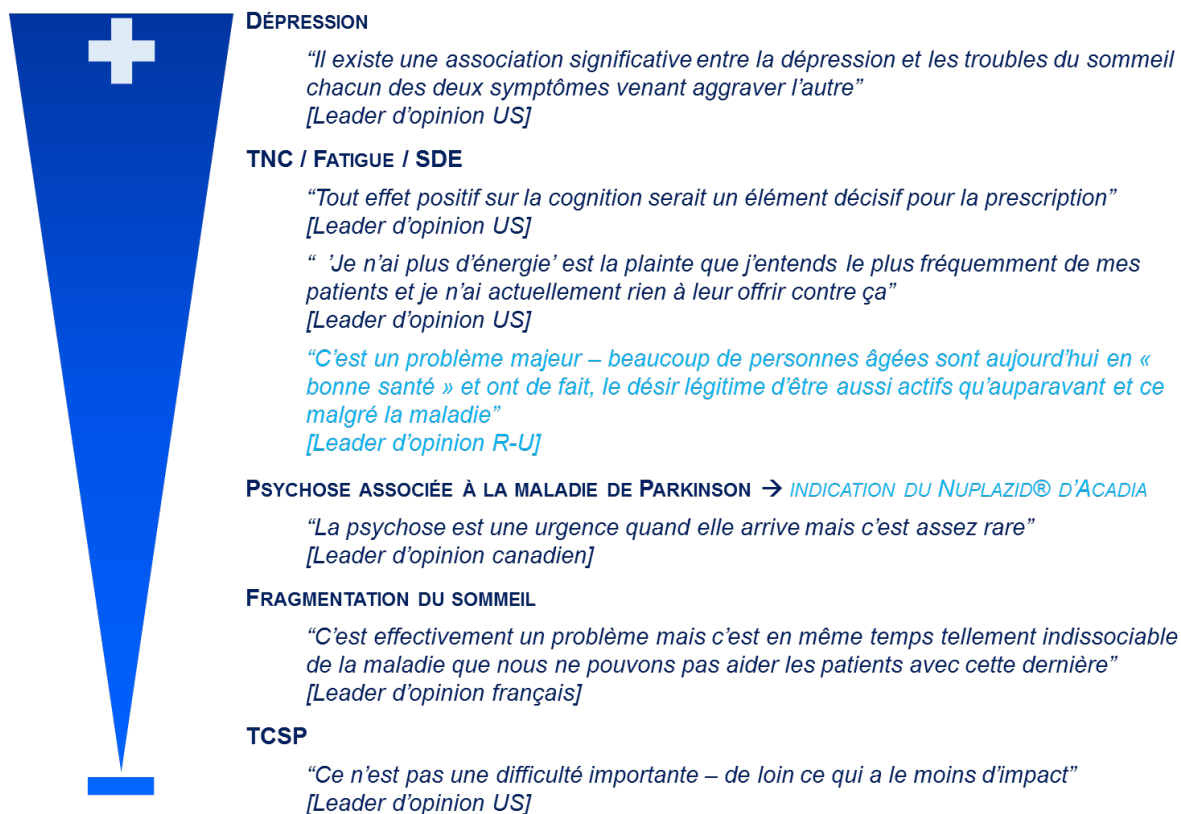 DÉPRESSION
“Il existe une association significative entre la dépression et les troubles du sommeil
chacun des deux symptômes venant aggraver l’autre”
[Leader d’opinion US]
TNC / FATIGUE / SDE
“Tout effet positif sur la cognition serait un élément décisif pour la prescription”
[Leader d’opinion US]
“ ’Je n’ai plus d’énergie’ est la plainte que j’entends le plus fréquemment de mes
patients et je n’ai actuellement rien à leur offrir contre ça”
[Leader d’opinion US]
“C’est un problème majeur – beaucoup de personnes âgées sont aujourd’hui en «
bonne santé » et ont de fait, le désir légitime d’être aussi actifs qu’auparavant et ce
malgré la maladie”
[Leader d’opinion R-U]
PSYCHOSE ASSOCIÉE À LA MALADIE DE PARKINSON → INDICATION DU NUPLAZID® D’ACADIA
“La psychose est une urgence quand elle arrive mais c’est assez rare”
[Leader d’opinion canadien]
FRAGMENTATION DU SOMMEIL
“C’est effectivement un problème mais c’est en même temps tellement indissociable
de la maladie que nous ne pouvons pas aider les patients avec cette dernière”
[Leader d’opinion français]
TCSP
“Ce n’est pas une difficulté importante – de loin ce qui a le moins d’impact”
[Leader d’opinion US]